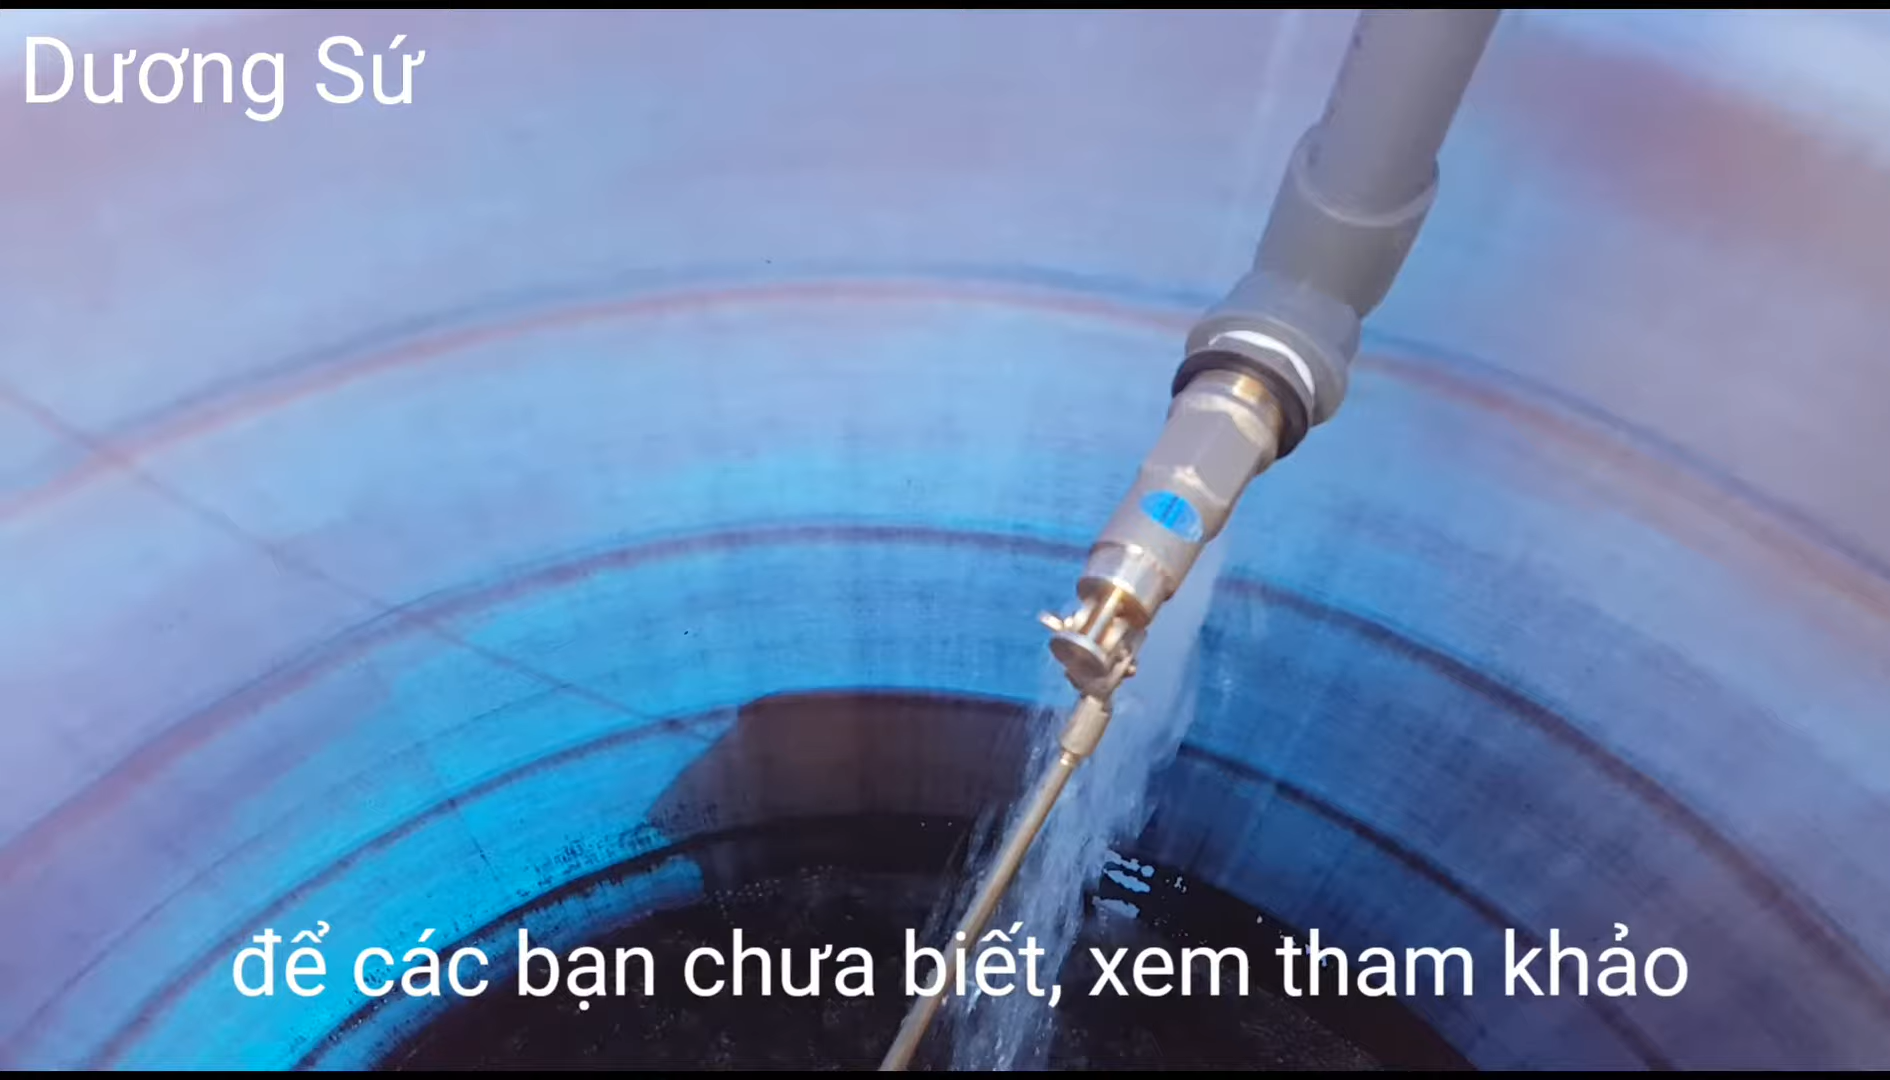 Dương Sứ
để các bạn chưa biết, xem tham khảo